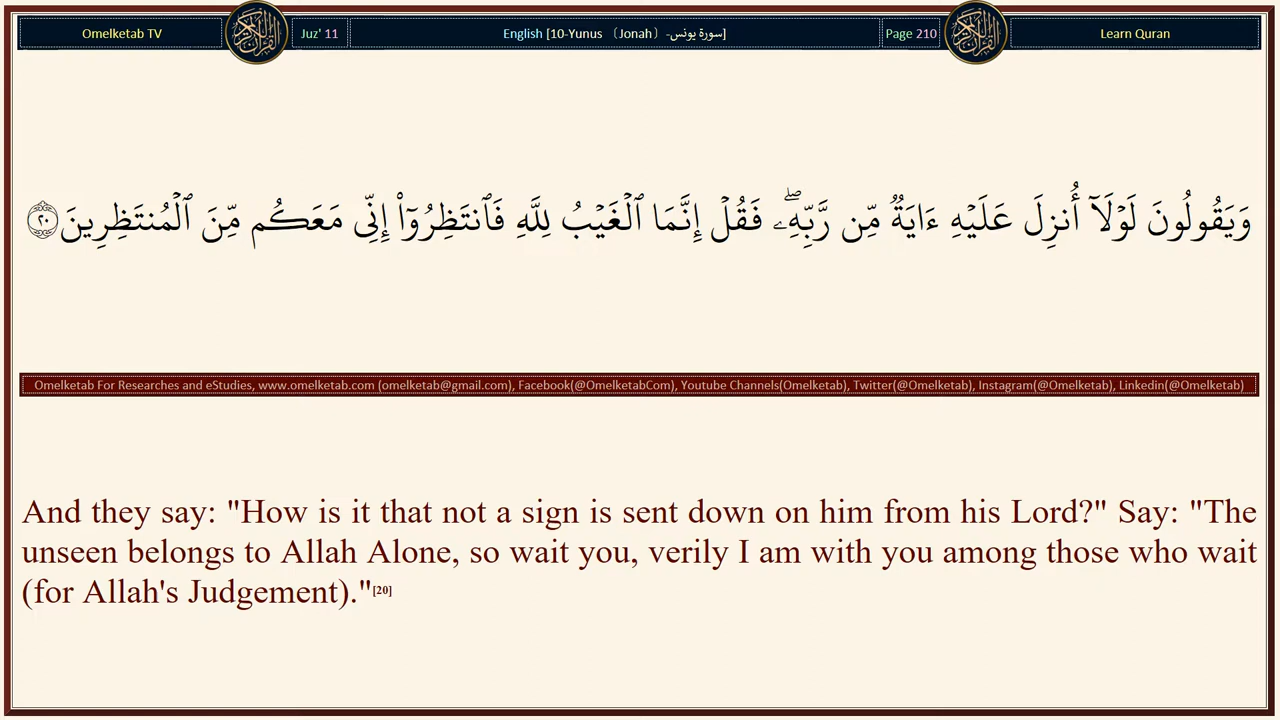 Omelketab TV
Juz' 11
English [10-Yunus （Jonah）-سورة يونس]
Page 210
Learn Quran
وَيَقُولُونَ لَوۡلَآ أُنزِلَ عَلَيۡهِ ءَايَةٞ مِّن رَّبِّهِۦۖ فَقُلۡ إِنَّمَا ٱلۡغَيۡبُ لِلَّهِ فَٱنتَظِرُوٓاْ إِنِّي مَعَكُم مِّنَ ٱلۡمُنتَظِرِينَ ٢٠
Omelketab For Researches and eStudies, www.omelketab.com (omelketab@gmail.com), Facebook(@OmelketabCom), Youtube Channels(Omelketab), Twitter(@Omelketab), Instagram(@Omelketab), Linkedin(@Omelketab)
And they say: "How is it that not a sign is sent down on him from his Lord?" Say: "The
unseen belongs to Allah Alone, so wait you, verily I am with you among those who wait
(for Allah's Judgement)."[20]